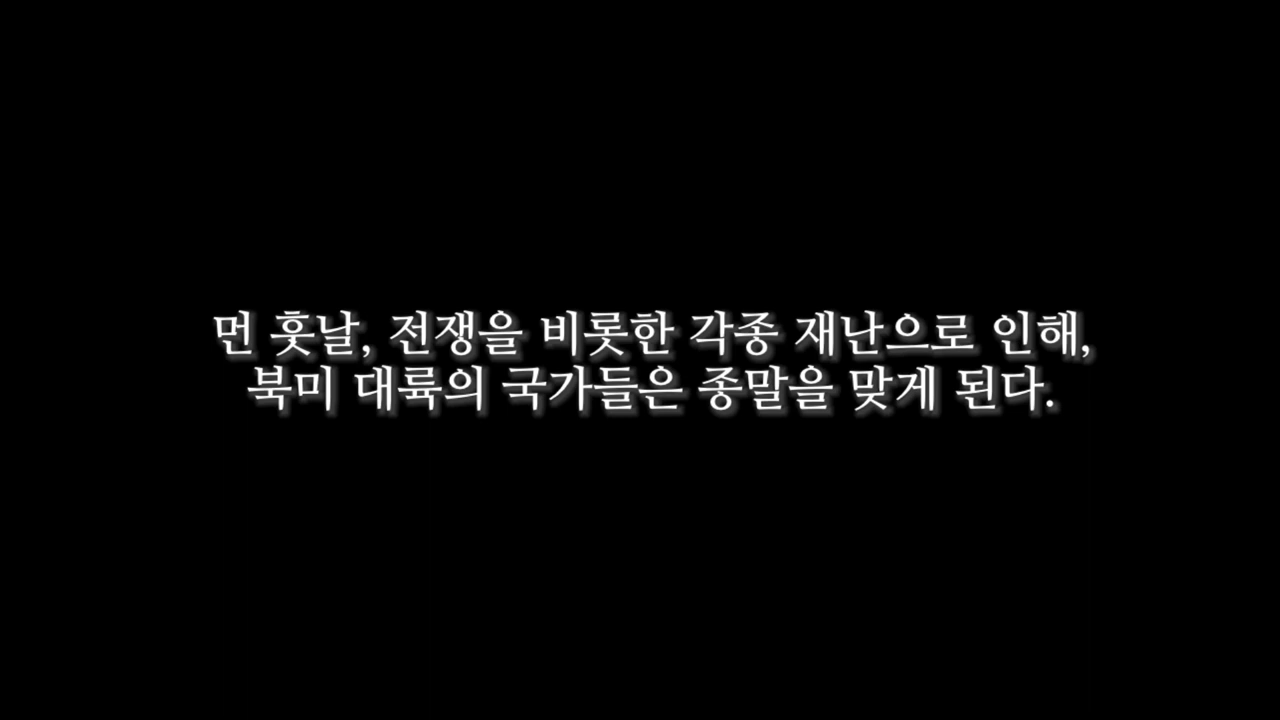 먼 훗날, 전쟁을 비롯한 각종 재난으로 인해,
북미 대륙의 국가들은 종말을 맞게 된다.